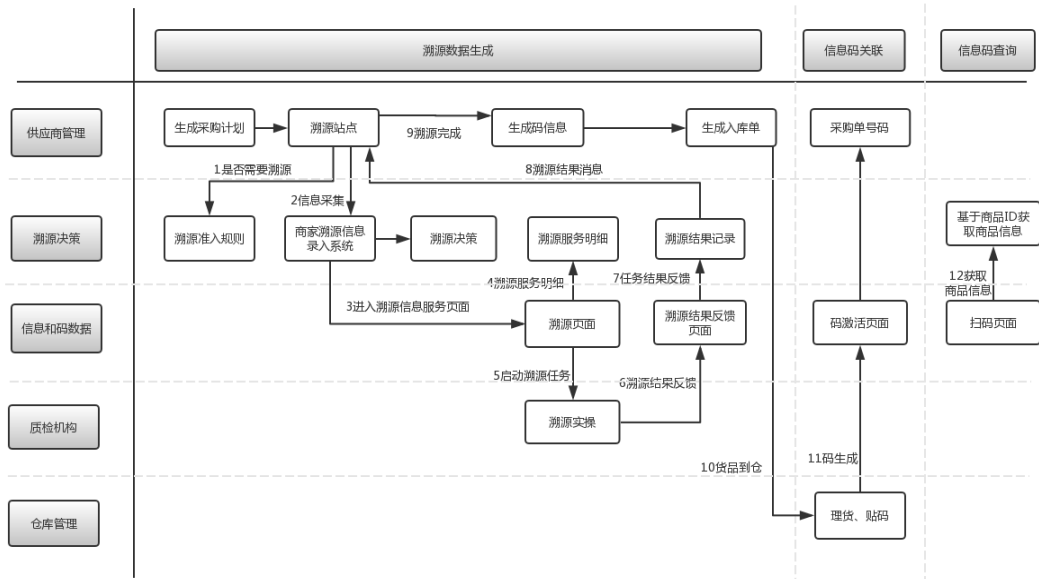 溯源数据生成
信息码关联
信息码查询
供应商管理
生成采购计划
溯源站点
9溯源完成
生成码信息
生成入库单
采购单号码
1是否需要溯源
8溯源结果消息
2信息采集
溯源决策
溯源准入规则
商家溯源信息
录入系统
溯源决策
溯源服务明细
溯源结果记录
基于商品ID获
取商品信息
4溯源服务明细
7任务结果反馈
12获取
商品信息
信息和码数据
3进入溯源信息服务页面
溯源页面
溯源结果反馈
页面
码激活页面
扫码页面
5启动溯源任务
6溯源结果反馈
质检机构
溯源实操
10货品到仓
11码生成
仓库管理
理货、贴码